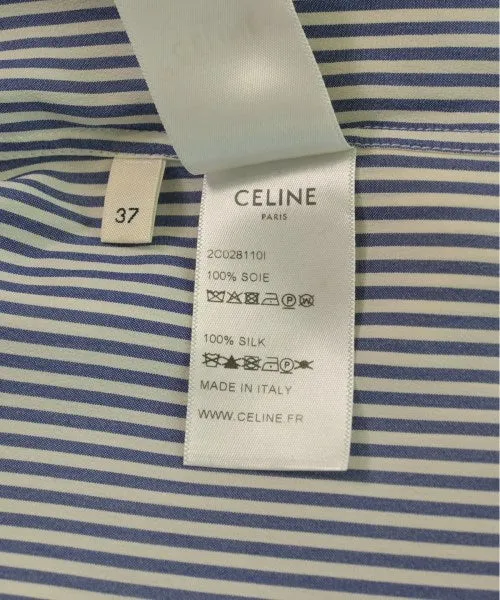 37
CELINE
PARIS
2C028110I
100% SOIE
100% SILK
MADE IN ITALY
WWW.CELINE.FR